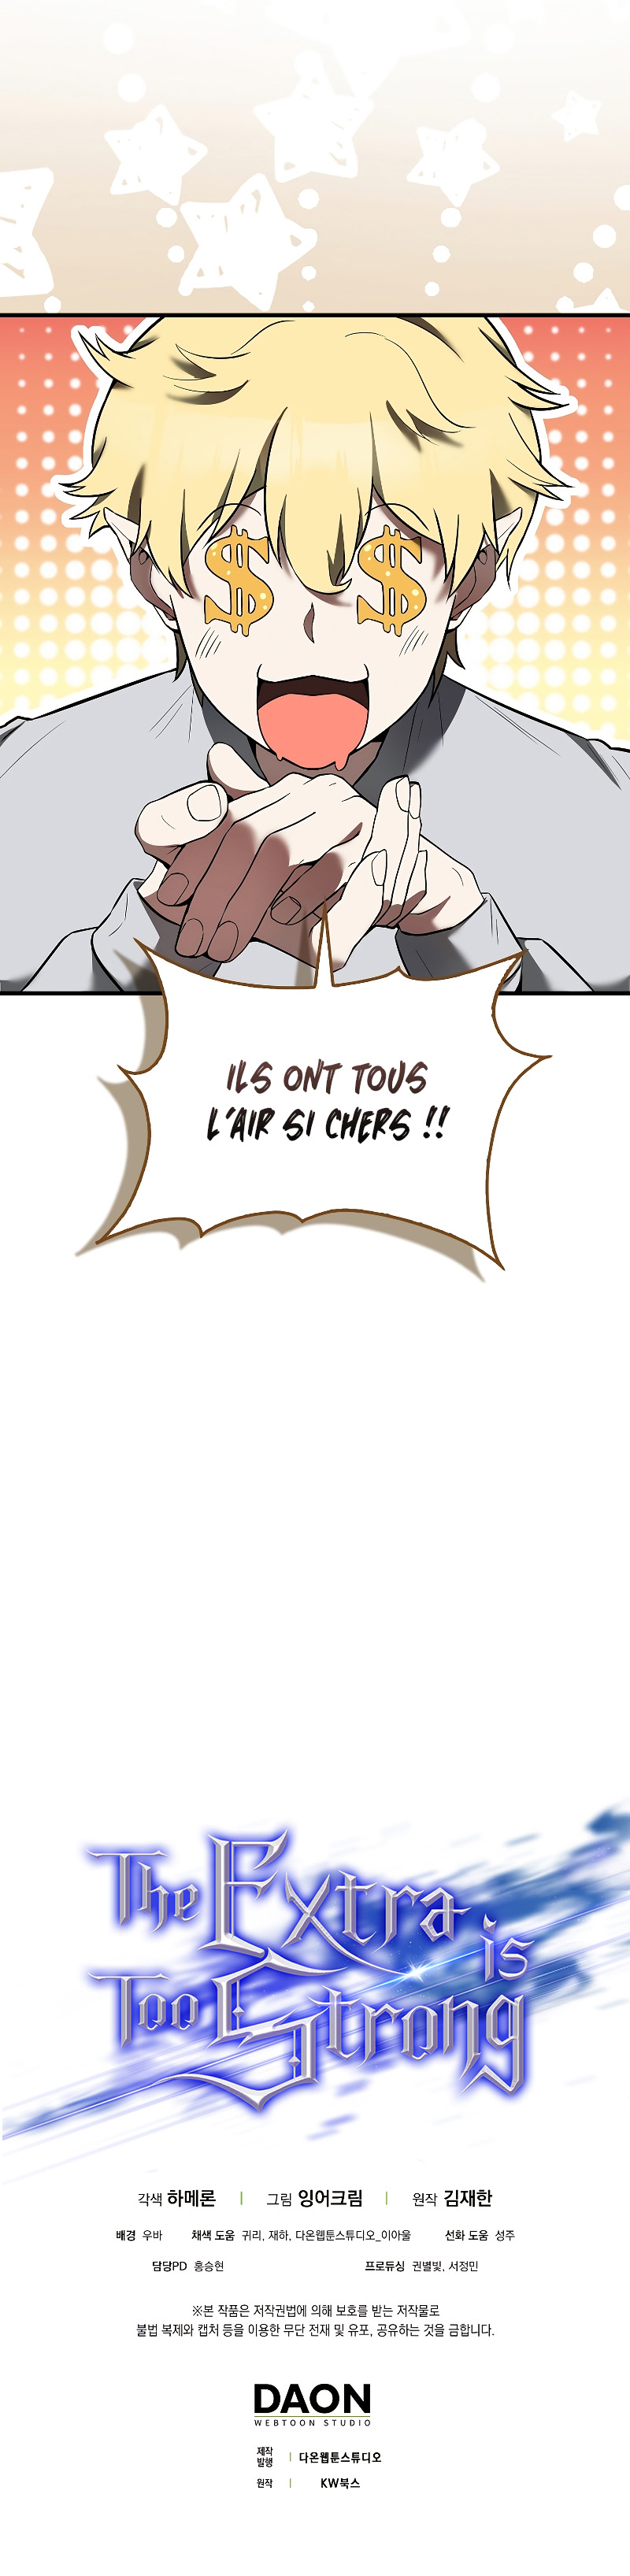 ILS ONT TOUS
L'AIR SI CHERS !!
The Extra is
Too Strong
각색 하메론 | 그림 잉어크림 | 원작 김재한
배경 우바 채색 도움 귀리, 재하, 다온웹툰스튜디오_이아울 선화 도움 성주
담당PD 홍승현 프로듀싱 권별빛, 서정민
※본 작품은 저작권법에 의해 보호를 받는 저작물로
불법 복제와 캡처 등을 이용한 무단 전재 및 유포, 공유하는 것을 금합니다.
DAON
WEBTOON STUDIO
제작
발행 | 다온웹툰스튜디오
원작 | KW북스